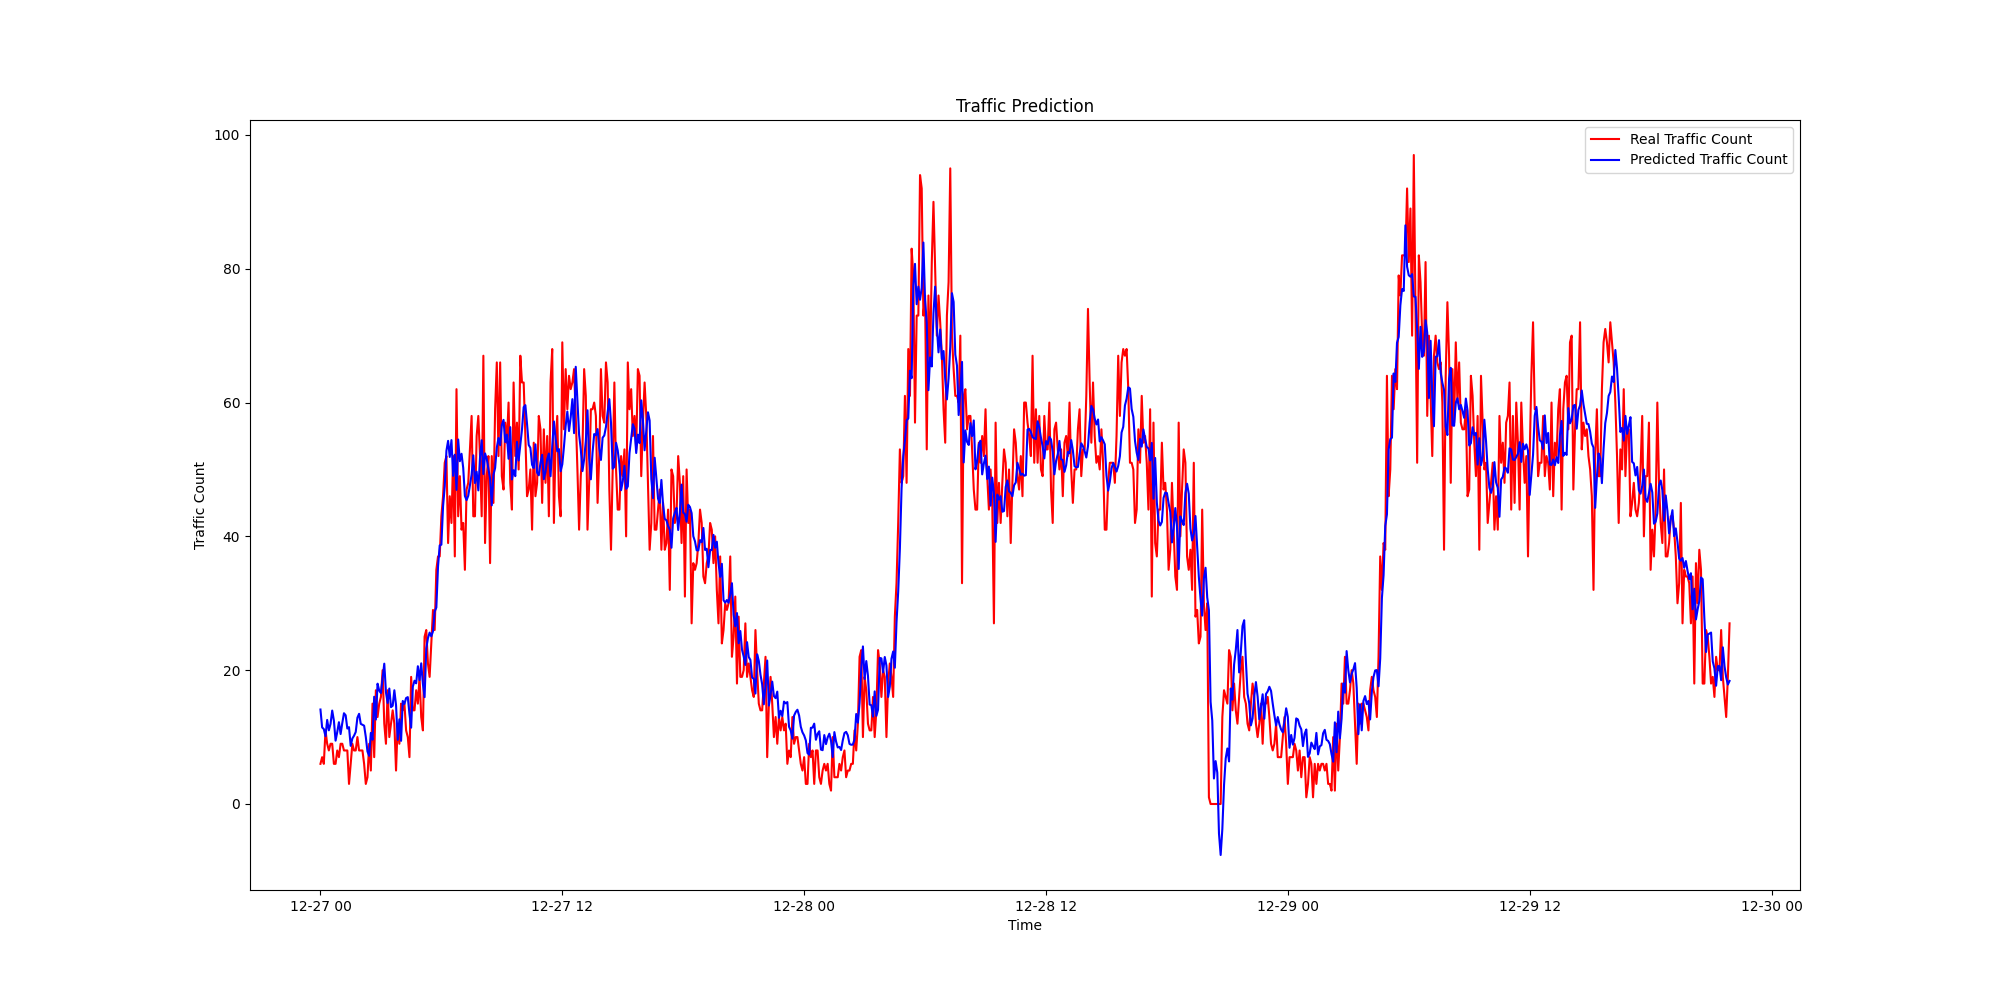 Traffic Prediction
Real Traffic Count
Predicted Traffic Count
Traffic Count
100
80
60
40
20
0
12-27 00
12-27 12
12-28 00
12-28 12
12-29 00
12-29 12
12-30 00
Time